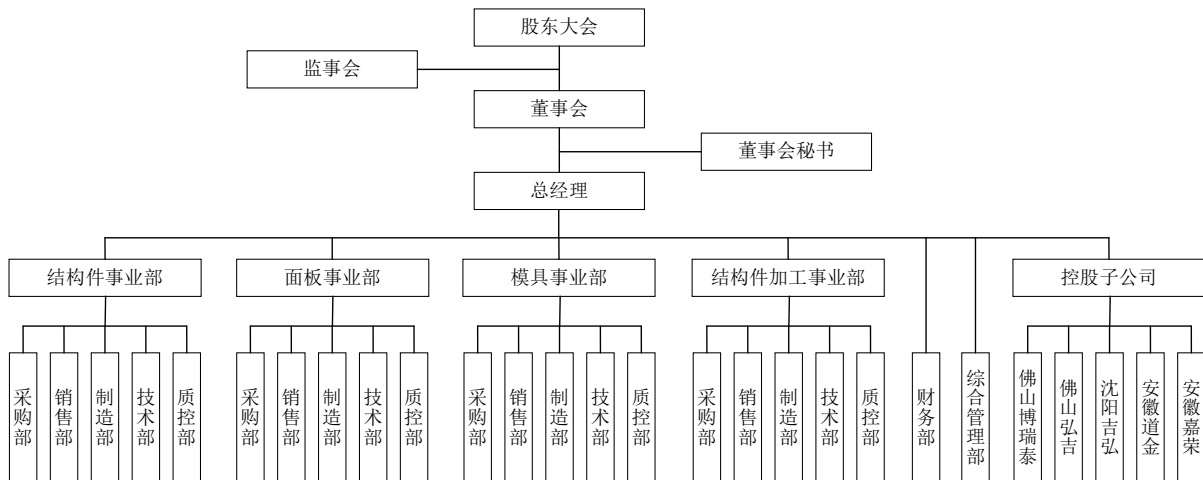 股东大会
监事会
董事会
董事会秘书
总经理
结构件事业部
面板事业部
模具事业部
结构件加工事业部
控股子公司
采购部
销售部
制造部
技术部
质控部
采购部
销售部
制造部
技术部
质控部
采购部
销售部
制造部
技术部
质控部
采购部
销售部
制造部
技术部
质控部
财务部
综合管理部
佛山博瑞泰
佛山弘吉
沈阳吉弘
安徽道金
安徽嘉荣